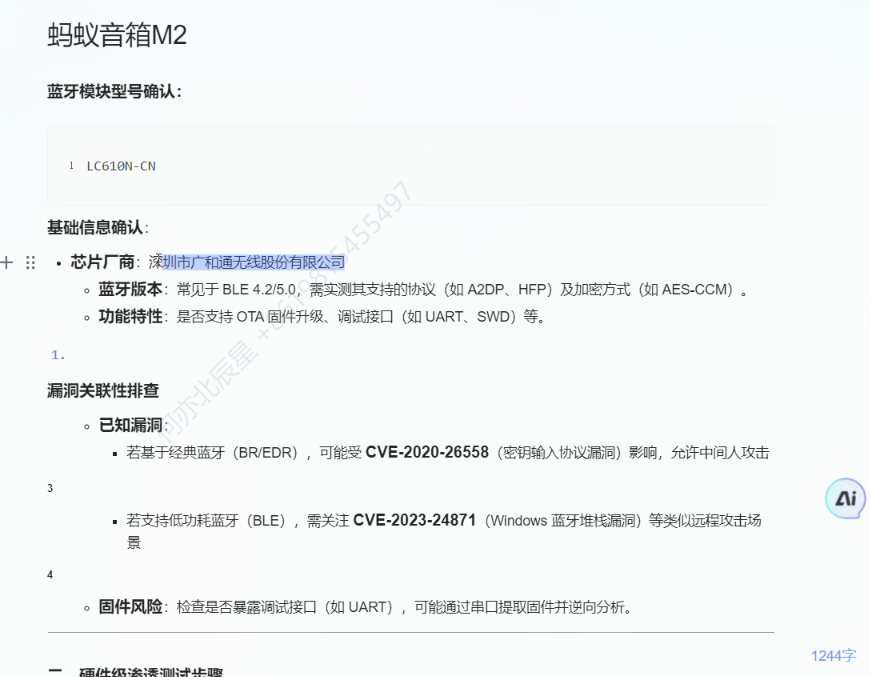 蚂蚁音箱M2
蓝牙模块型号确认：
1 LC610N-CN
基础信息确认：
• 芯片厂商：深圳市广和通无线股份有限公司
◦ 蓝牙版本：常见于 BLE 4.2/5.0，需实测其支持的协议（如 A2DP、HFP）及加密方式（如 AES-CCM）。
◦ 功能特性：是否支持 OTA 固件升级、调试接口（如 UART、SWD）等。
1.
漏洞关联性排查
◦ 已知漏洞：
▪ 若基于经典蓝牙（BR/EDR），可能受 CVE-2020-26558（密钥输入协议漏洞）影响，允许中间人攻击
3
▪ 若支持低功耗蓝牙（BLE），需关注 CVE-2023-24871（Windows 蓝牙堆栈漏洞）等类似远程攻击场
景
4
◦ 固件风险：检查是否暴露调试接口（如 UART），可能通过串口提取固件并逆向分析。
二、硬件级渗透测试步骤
Ai
1244字